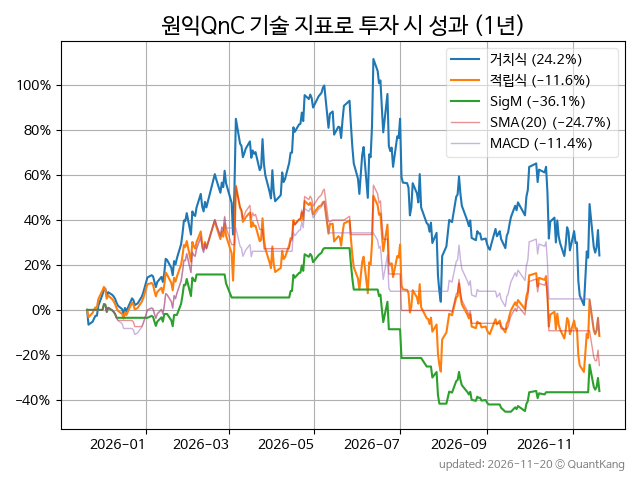 원익QnC 기술 지표로 투자 시 성과 (1년)
거치식 (24.2%)
적립식 (−11.6%)
SigM (−36.1%)
SMA(20) (−24.7%)
MACD (−11.4%)
100%
80%
60%
40%
20%
0%
−20%
−40%
2026-01
2026-03
2026-05
2026-07
2026-09
2026-11
updated: 2026-11-20 © QuantKang